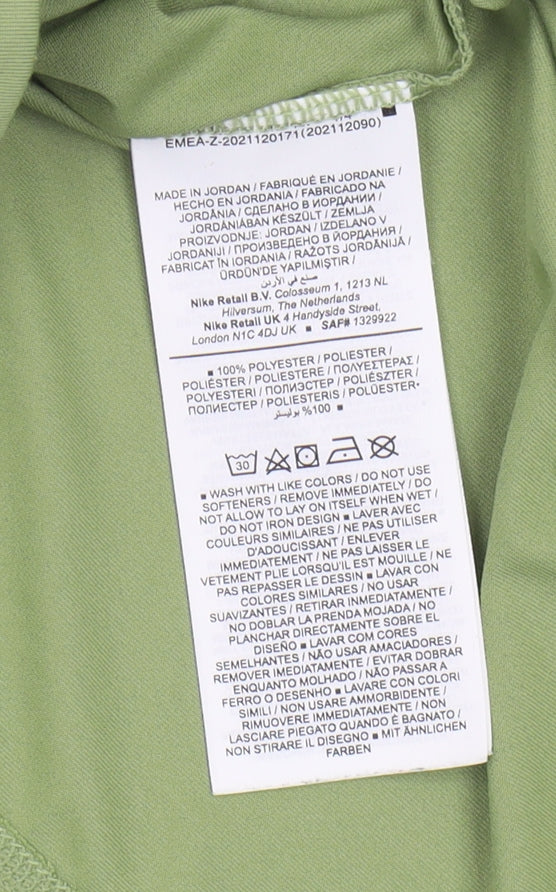 EMEA-Z-2021120171(202112090)
MADE IN JORDAN / FABRIQUÉ EN JORDANIE /
HECHO EN JORDANIA / FABRICADO NA
JORDÂNIA / СДЕЛАНО В ИОРДАНИИ /
JORDÁNIÁBAN KÉSZÜLT / ZEMLJA
PROIZVODNJE: JORDAN / IZDELANO V
JORDANIJI / ПРОИЗВЕДЕНО В ЙОРДАНИЯ /
FABRICAT ÎN IORDANIA / RAŽOTS JORDĀNIJĀ /
ÜRDÜN'DE YAPILMIŞTIR /
صنع في الأردن
Nike Retail B.V. Colosseum 1, 1213 NL
Hilversum, The Netherlands
Nike Retail UK 4 Handyside Street,
London N1C 4DJ UK ■ SAF# 1329922
■ 100% POLYESTER / POLIESTER /
POLIÉSTER / POLIESTERE / ΠΟΛΥΕΣΤΕΡΑΣ /
POLYESTERI / ПОЛИЭСТЕР / POLIÉSZTER /
ПОЛИЕСТЕР / POLIESTERIS / POLÜESTER·
%100 بوليستر ■
30
■ WASH WITH LIKE COLORS / DO NOT USE
SOFTENERS / REMOVE IMMEDIATELY / DO
NOT ALLOW TO LAY ON ITSELF WHEN WET /
DO NOT IRON DESIGN ■ LAVER AVEC
COULEURS SIMILAIRES / NE PAS UTILISER
D'ADOUCISSANT / ENLEVER
IMMEDIATEMENT / NE PAS LAISSER LE
VETEMENT PLIE LORSQU'IL EST MOUILLE / NE
PAS REPASSER LE DESSIN ■ LAVAR CON
COLORES SIMILARES / NO USAR
SUAVIZANTES / RETIRAR INMEDIATAMENTE /
NO DOBLAR LA PRENDA MOJADA / NO
PLANCHAR DIRECTAMENTE SOBRE EL
DISEÑO ■ LAVAR COM CORES
SEMELHANTES / NÃO USAR AMACIADORES /
REMOVER IMEDIATAMENTE / EVITAR DOBRAR
ENQUANTO MOLHADO / NÃO PASSAR A
FERRO O DESENHO ■ LAVARE CON COLORI
SIMILI / NON USARE AMMORBIDENTE /
RIMUOVERE IMMEDIATAMENTE / NON
LASCIARE PIEGATO QUANDO È BAGNATO /
NON STIRARE IL DISEGNO ■ MIT ÄHNLICHEN
FARBEN